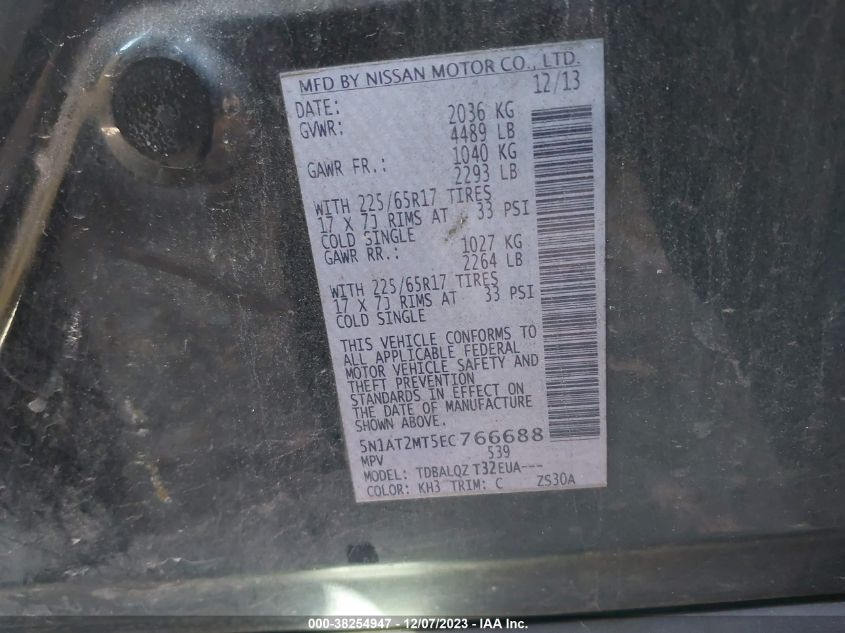 MFD BY NISSAN MOTOR CO., LTD.
DATE: 12/13
GVWR: 2036 KG
4489 LB
GAWR FR.: 1040 KG
2293 LB
WITH 225/65R17 TIRES
17 X 7J RIMS AT 33 PSI
COLD SINGLE
GAWR RR.: 1027 KG
2264 LB
WITH 225/65R17 TIRES
17 X 7J RIMS AT 33 PSI
COLD SINGLE
THIS VEHICLE CONFORMS TO
ALL APPLICABLE FEDERAL
MOTOR VEHICLE SAFETY AND
THEFT PREVENTION
STANDARDS IN EFFECT ON
THE DATE OF MANUFACTURE
SHOWN ABOVE.
5N1AT2MT5EC766688
MPV 539
MODEL: TDBALQZ T32EUA---
COLOR: KH3 TRIM: C ZS30A
000-38254947 - 12/07/2023 - IAA Inc.